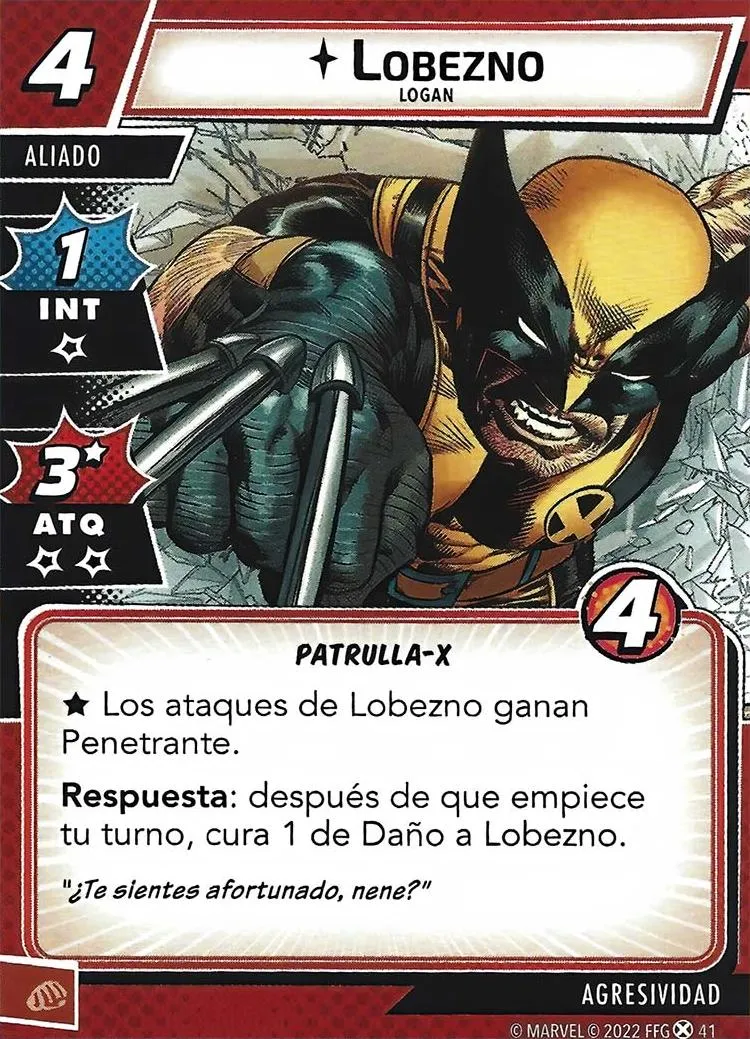 4
LOBEZNO
LOGAN
ALIADO
1
INT
3
ATQ
4
PATRULLA-X
★ Los ataques de Lobezno ganan
Penetrante.
Respuesta: después de que empiece
tu turno, cura 1 de Daño a Lobezno.
"¿Te sientes afortunado, nene?"
AGRESIVIDAD
© MARVEL © 2022 FFG 41